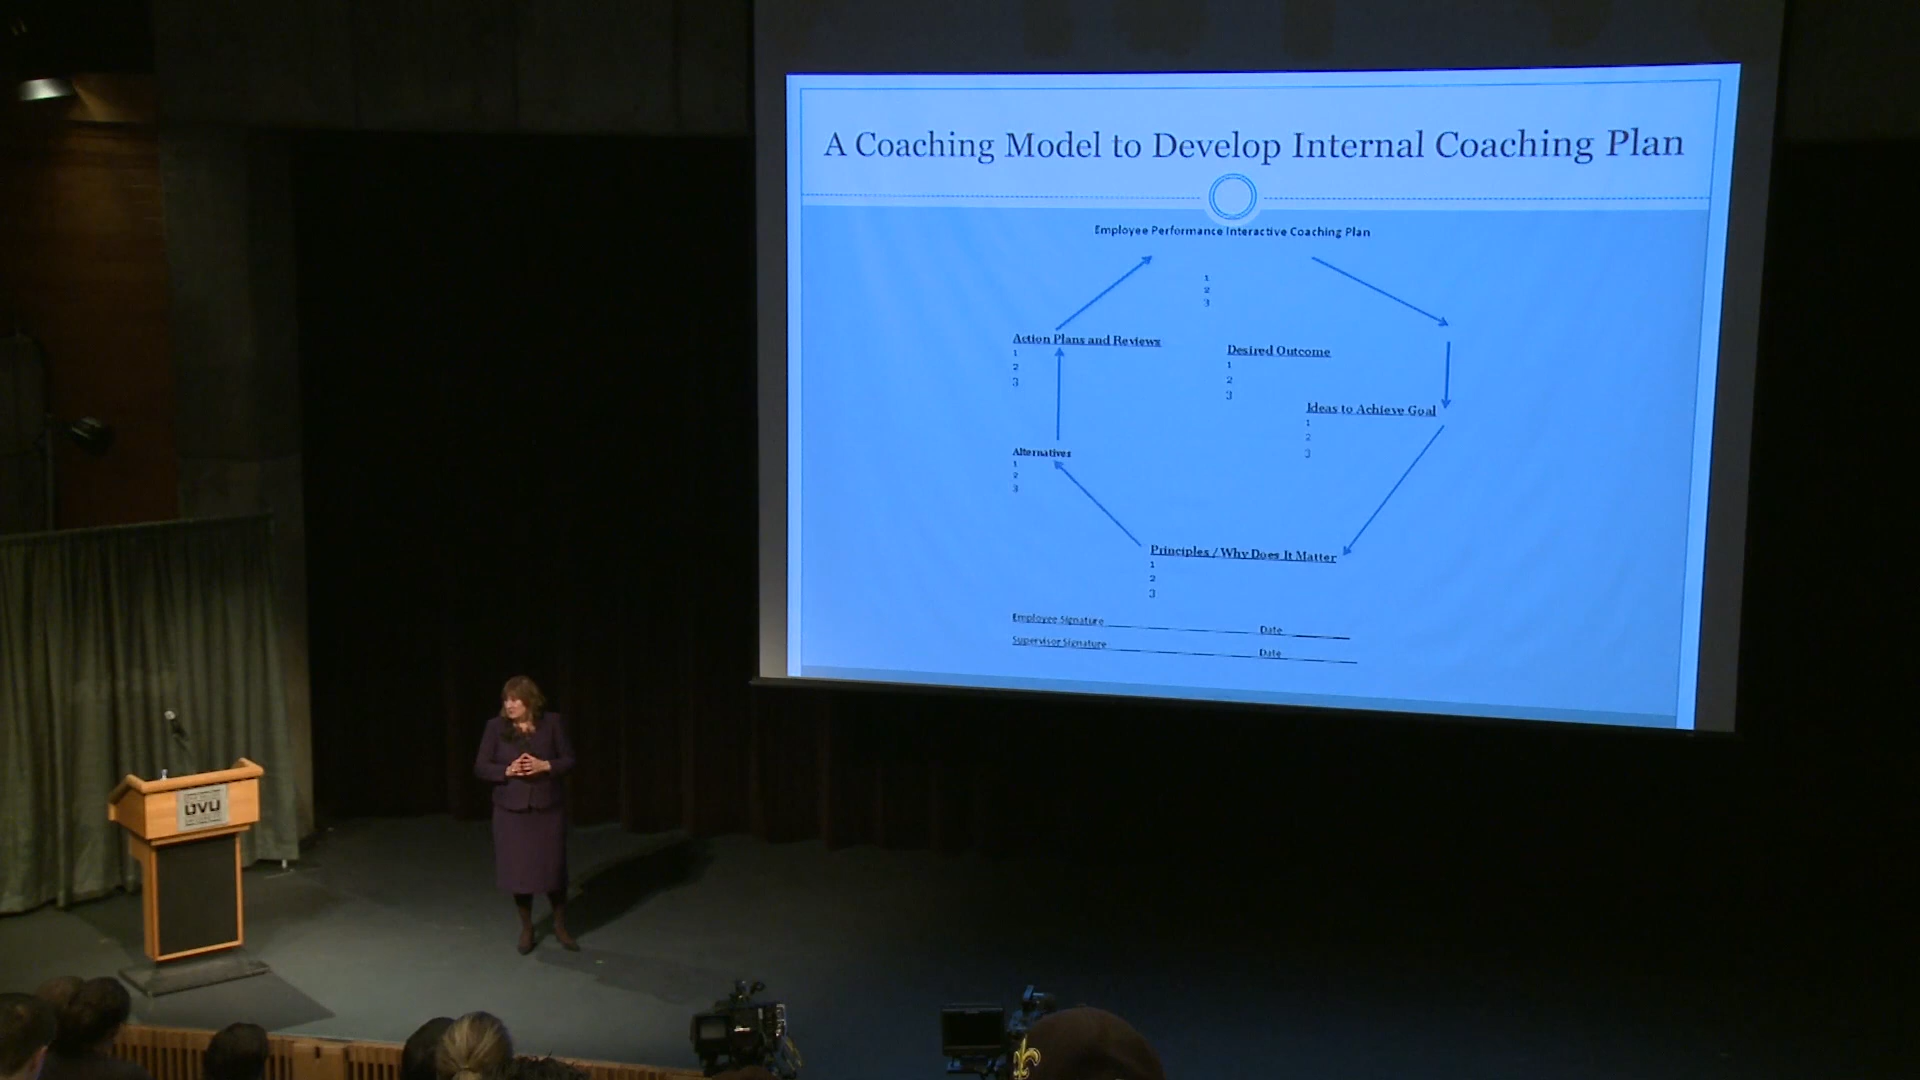 A Coaching Model to Develop Internal Coaching Plan
Employee Performance Interactive Coaching Plan
1
2
3
Action Plans and Reviews
1
2
3
Desired Outcome
1
2
3
Ideas to Achieve Goal
1
2
3
Alternatives
1
2
3
Principles / Why Does It Matter
1
2
3
Employee Signature Date
Supervisor Signature Date
UVU